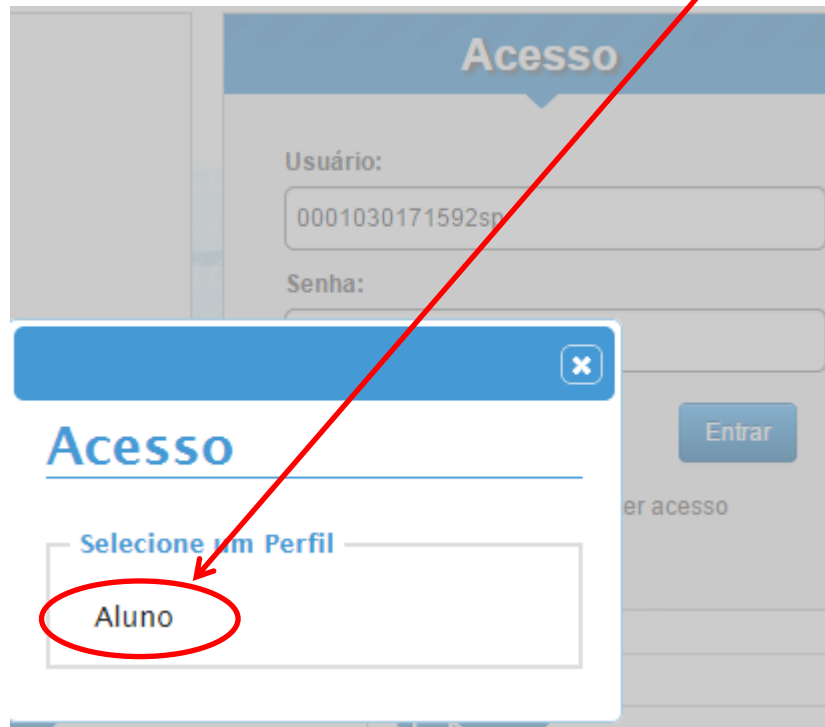 Acesso
Usuário:
0001030171592sp
Senha:
Entrar
er acesso
Acesso
Selecione um Perfil
Aluno